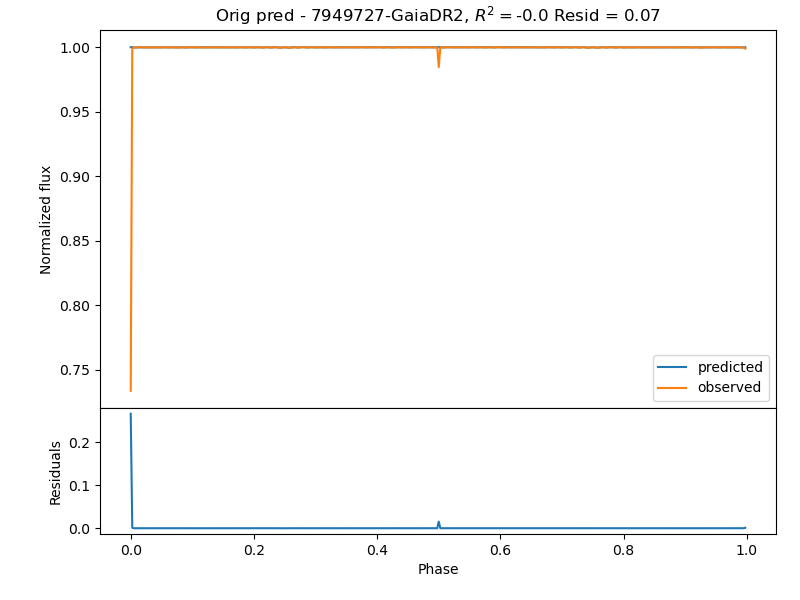 Orig pred - 7949727-GaiaDR2, $R^2$ = -0.0 Resid = 0.07
Normalized flux
1.00
0.95
0.90
0.85
0.80
0.75
predicted
observed
Residuals
0.2
0.1
0.0
0.0 0.2 0.4 0.6 0.8 1.0
Phase